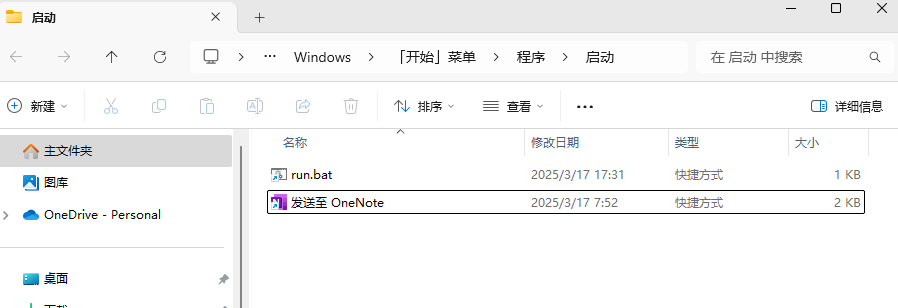 启动
Windows 「开始」菜单 程序 启动 在 启动 中搜索
新建 排序 查看 详细信息
名称 修改日期 类型 大小
主文件夹
run.bat 2025/3/17 17:31 快捷方式 1 KB
图库
发送至 OneNote 2025/3/17 7:52 快捷方式 2 KB
OneDrive - Personal
桌面